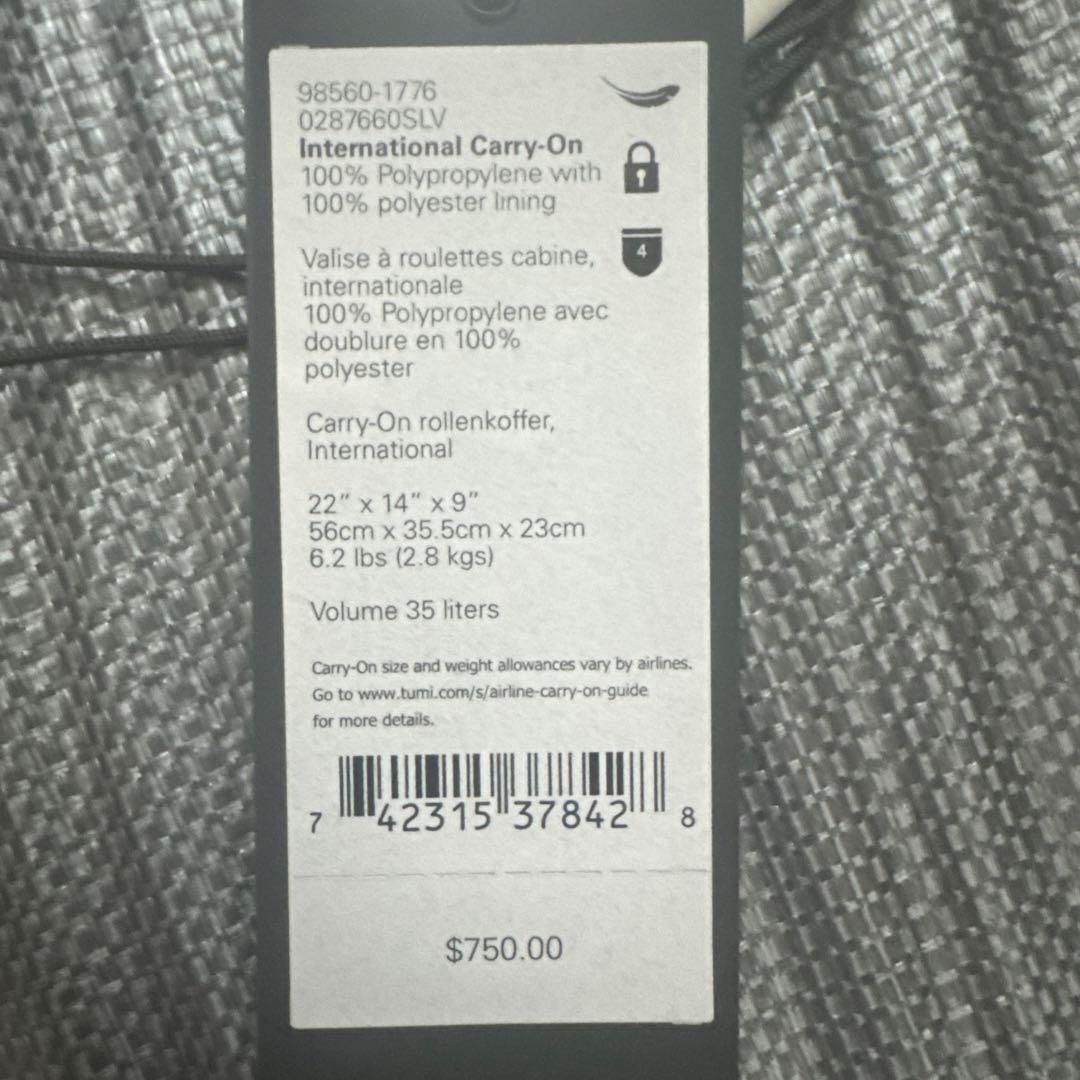 98560-1776
0287660SLV
International Carry-On
100% Polypropylene with
100% polyester lining
4
Valise à roulettes cabine,
internationale
100% Polypropylene avec
doublure en 100%
polyester
Carry-On rollenkoffer,
International
22" x 14" x 9"
56cm x 35.5cm x 23cm
6.2 lbs (2.8 kgs)
Volume 35 liters
Carry-On size and weight allowances vary by airlines.
Go to www.tumi.com/s/airline-carry-on-guide
for more details.
7 42315 37842 8
$750.00